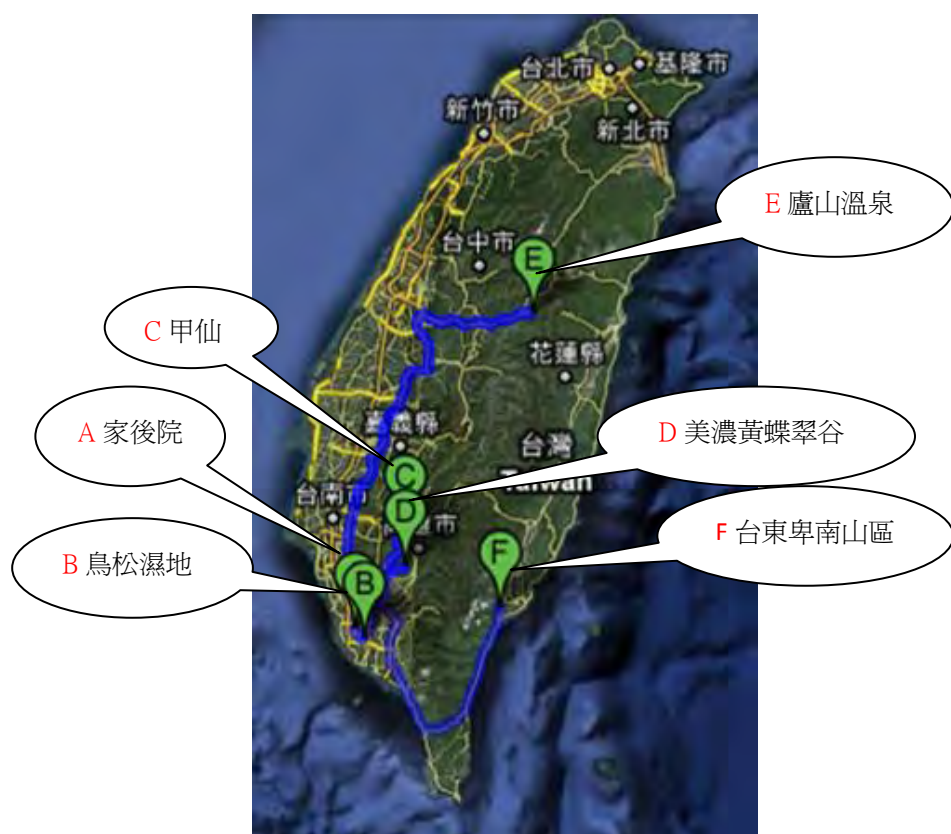 台北市
基隆市
新竹市
新北市
E 廬山溫泉
台中市
E
C 甲仙
花蓮縣
嘉義縣
A 家後院
D 美濃黃蝶翠谷
台灣
Taiwan
C
台南市
D
市
F 台東卑南山區
F
B 鳥松濕地
B